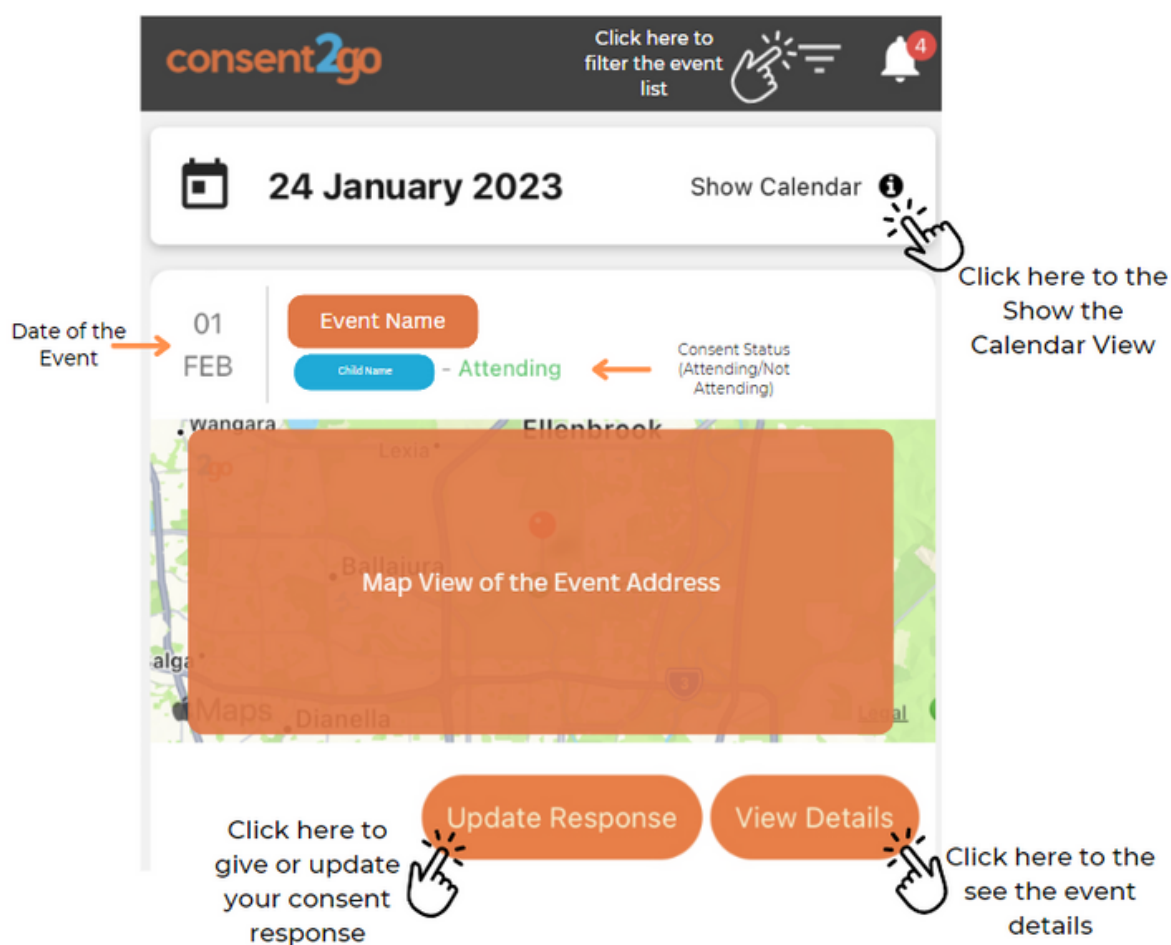 consent2go
Click here to
filter the event
list
4
24 January 2023
Show Calendar
Click here to the
Show the
Calendar View
Date of the
Event
01
FEB
Event Name
Child Name
- Attending
Consent Status
(Attending/Not
Attending)
Wangara
Ellenbrook
Lexia
2go
Ballajura
Map View of the Event Address
alga
3
Maps
Dianella
Legal
Update Response
View Details
Click here to
give or update
your consent
response
Click here to the
see the event
details